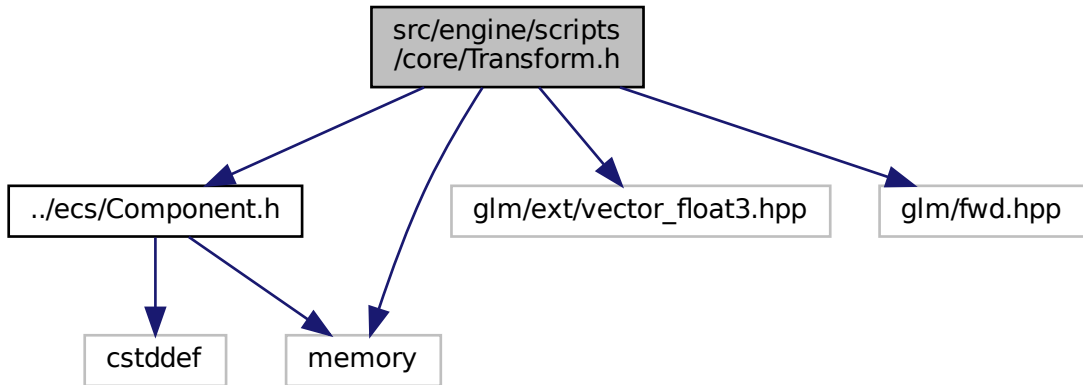 src/engine/scripts
/core/Transform.h
../ecs/Component.h
glm/ext/vector_float3.hpp
glm/fwd.hpp
cstddef
memory